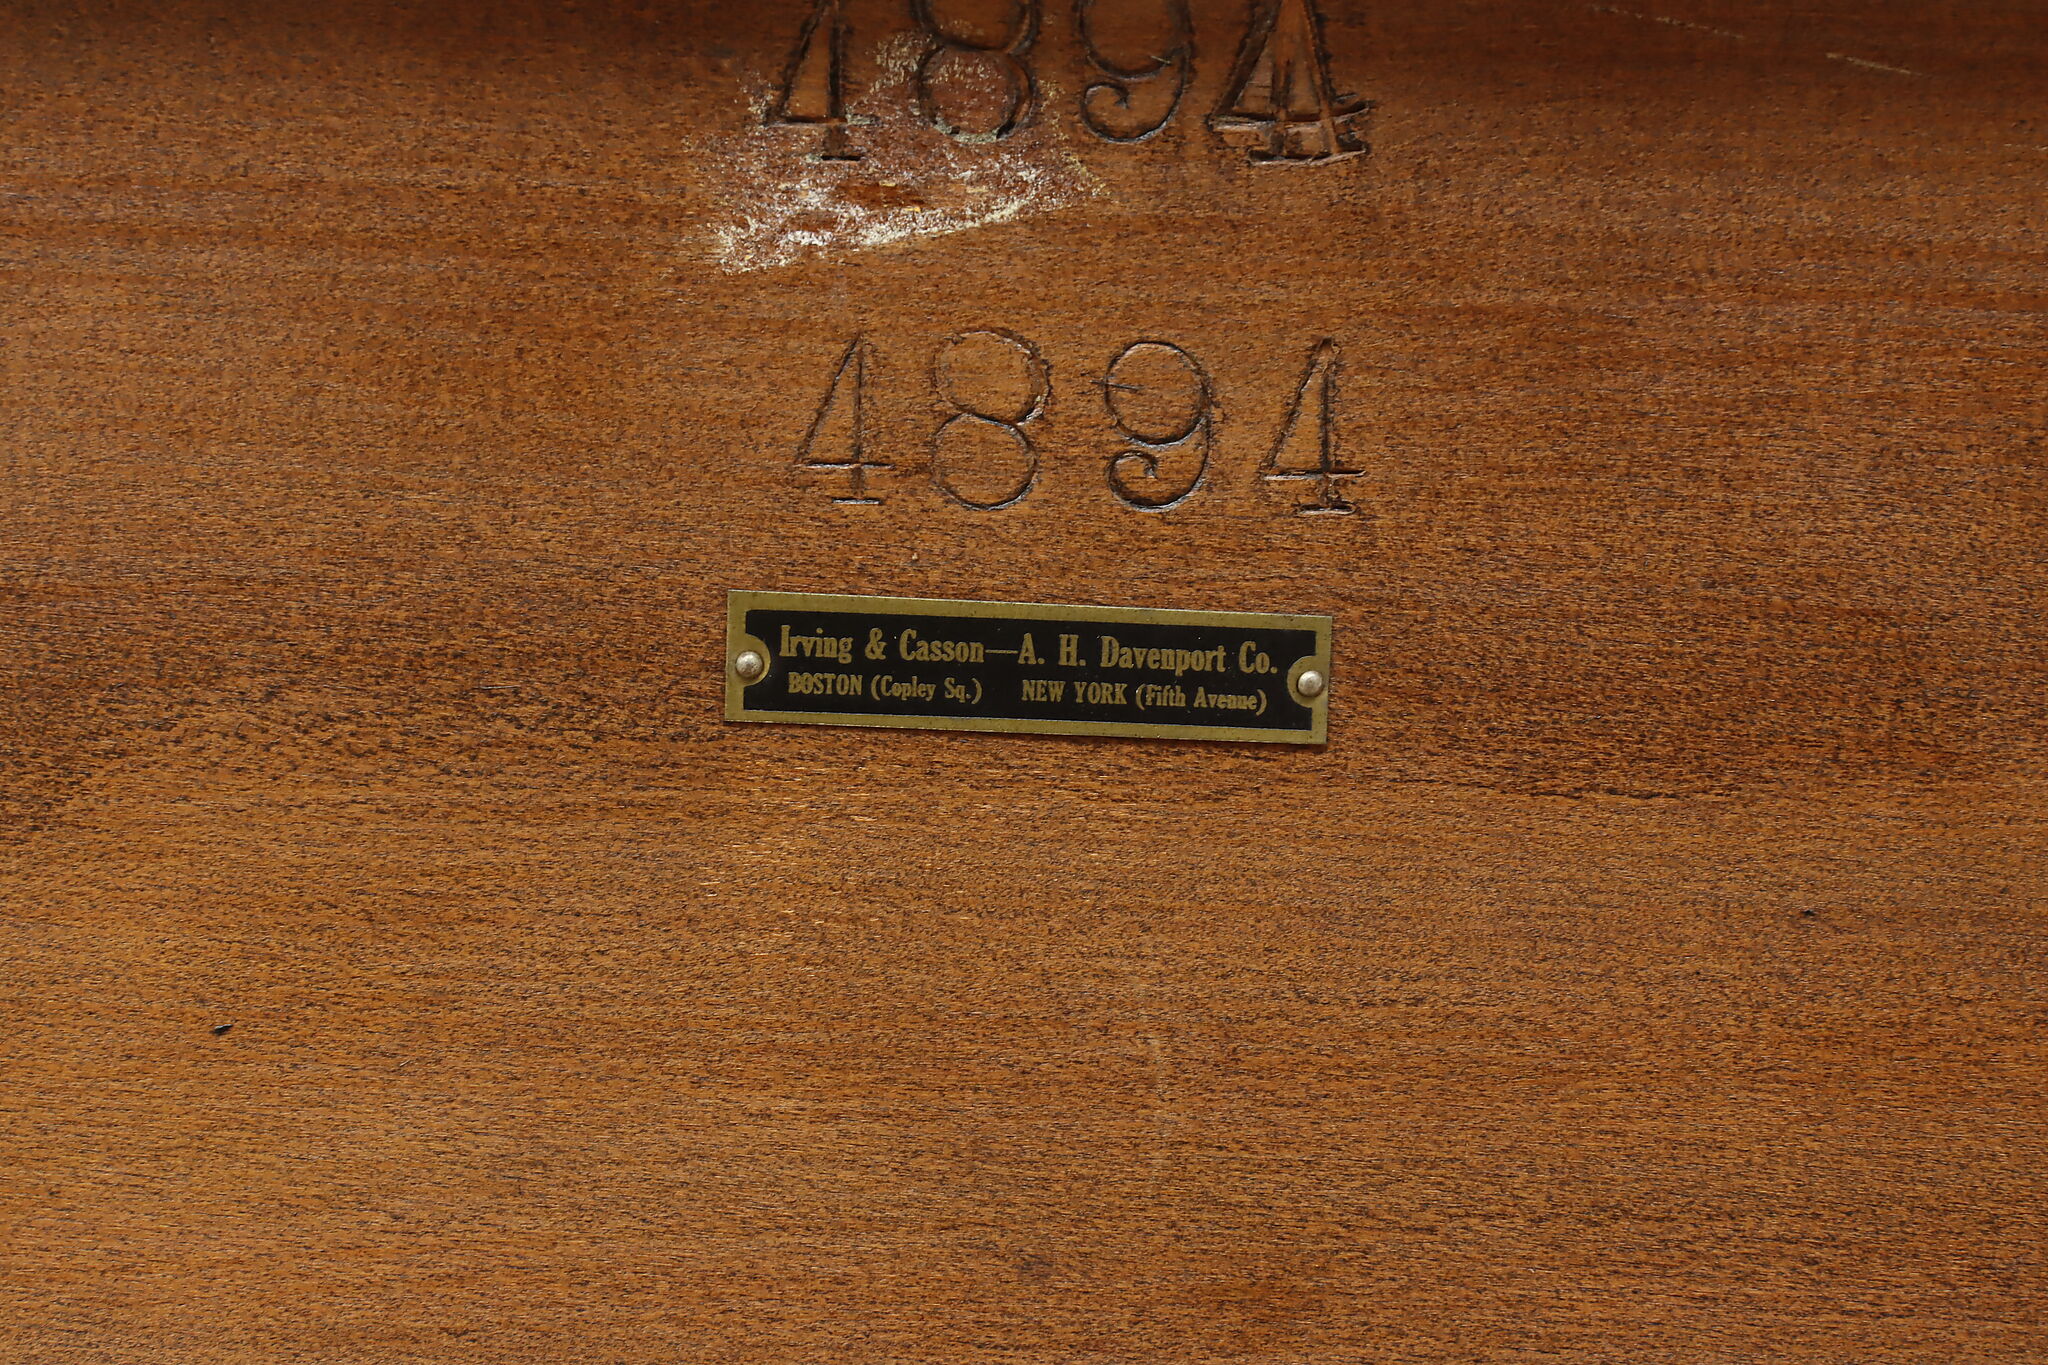 4894
4894
Irving & Casson—A. H. Davenport Co.
BOSTON (Copley Sq.) NEW YORK (Fifth Avenue)